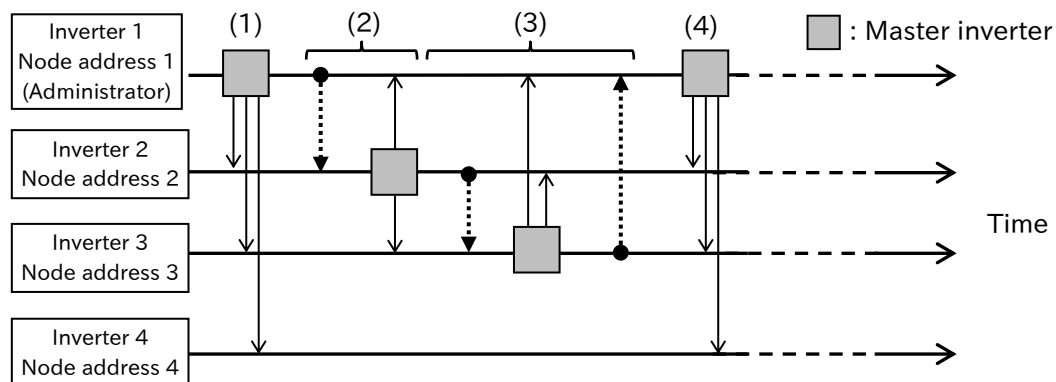 Inverter 1
Node address 1
(Administrator)
(1)
(2)
(3)
(4)
: Master inverter
Inverter 2
Node address 2
Inverter 3
Node address 3
Time
Inverter 4
Node address 4